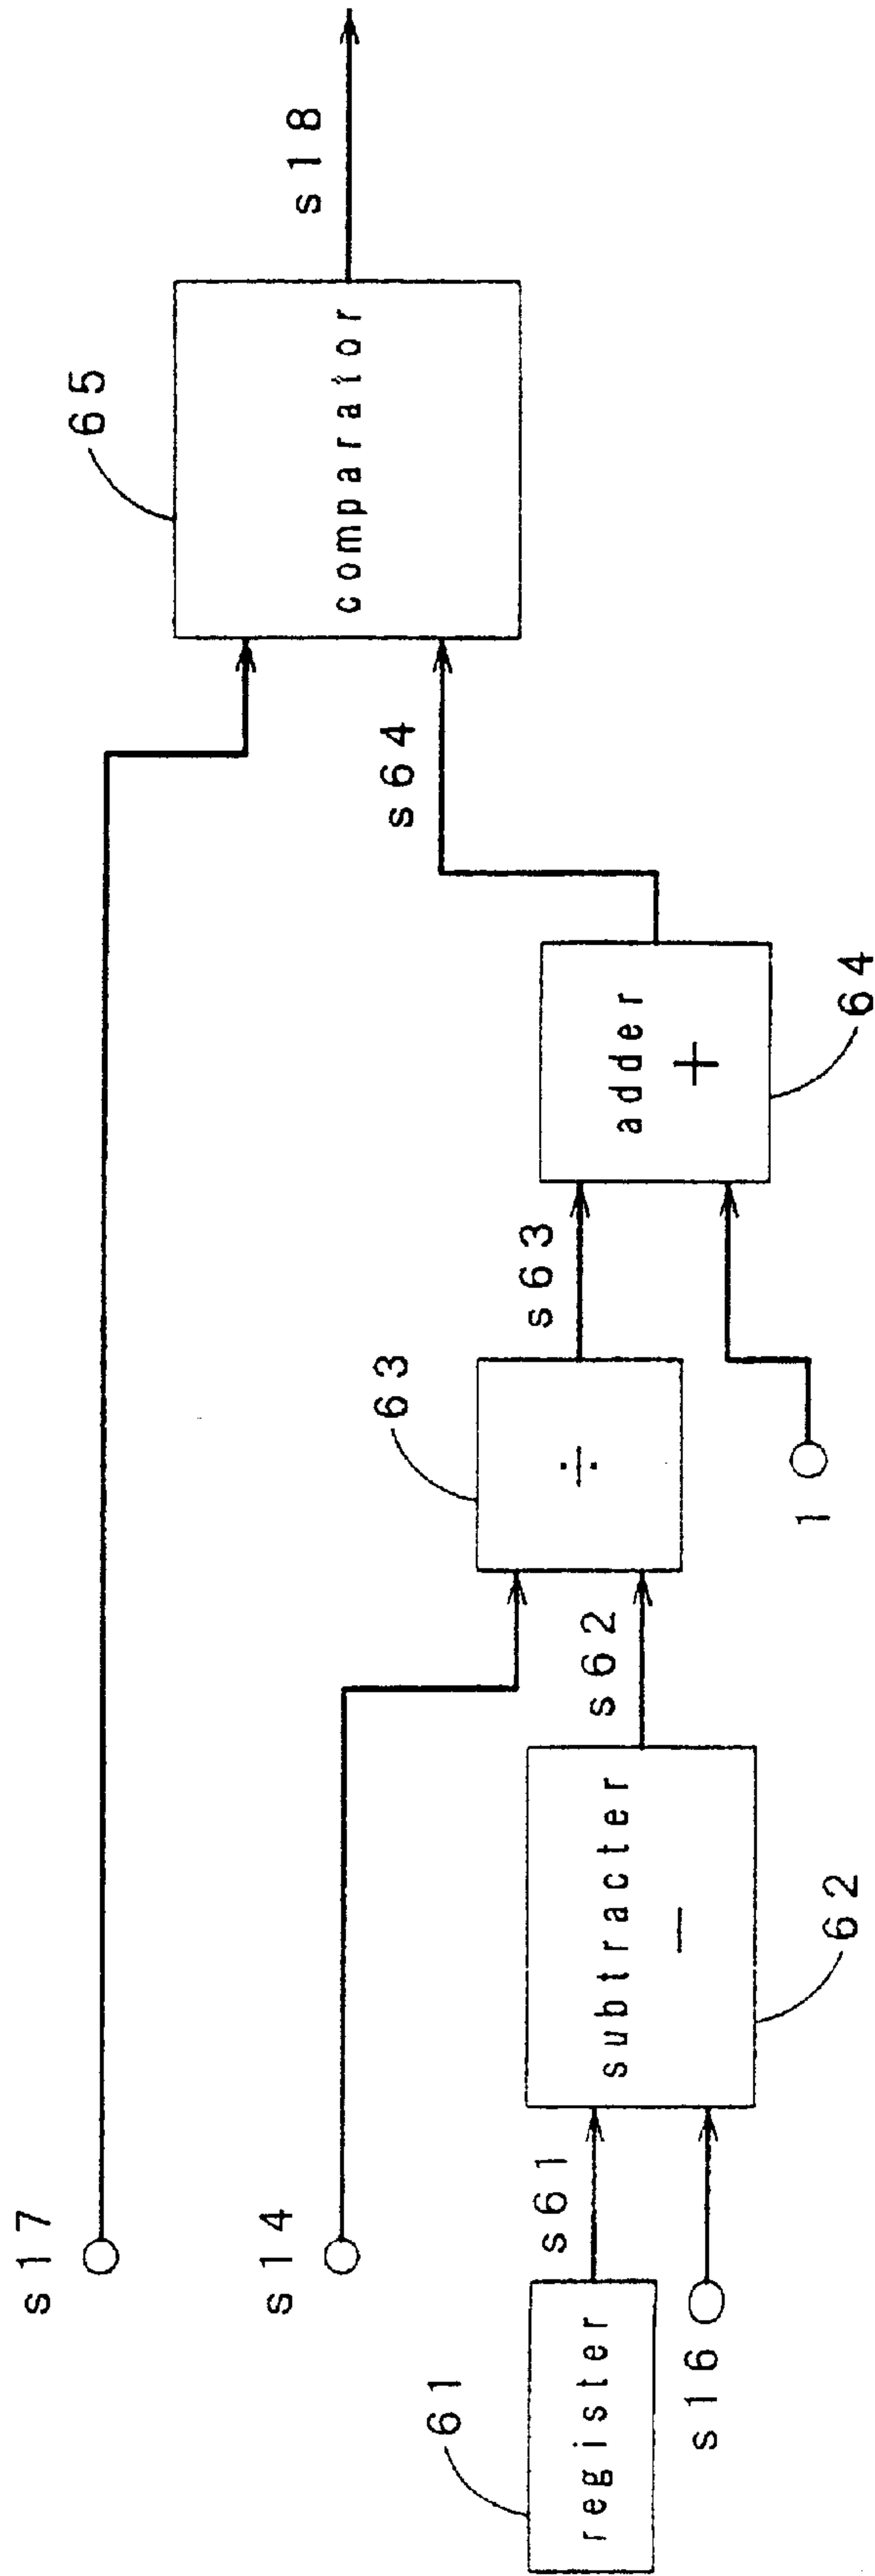 s17
s14
61
register
s61
s16
subtracter
−
62
s62
63
÷
s63
1
adder
+
64
s64
65
comparator
s18